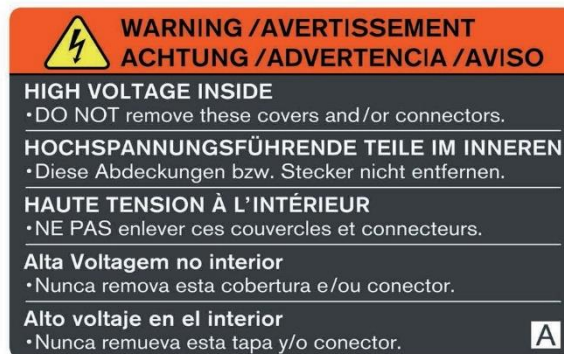 WARNING /AVERTISSEMENT
ACHTUNG /ADVERTENCIA /AVISO
HIGH VOLTAGE INSIDE
•DO NOT remove these covers and/or connectors.
HOCHSPANNUNGSFÜHRENDE TEILE IM INNEREN
•Diese Abdeckungen bzw. Stecker nicht entfernen.
HAUTE TENSION À L'INTÉRIEUR
•NE PAS enlever ces couvercles et connecteurs.
Alta Voltagem no interior
•Nunca remova esta cobertura e/ou conector.
Alto voltaje en el interior
•Nunca remueva esta tapa y/o conector.
A